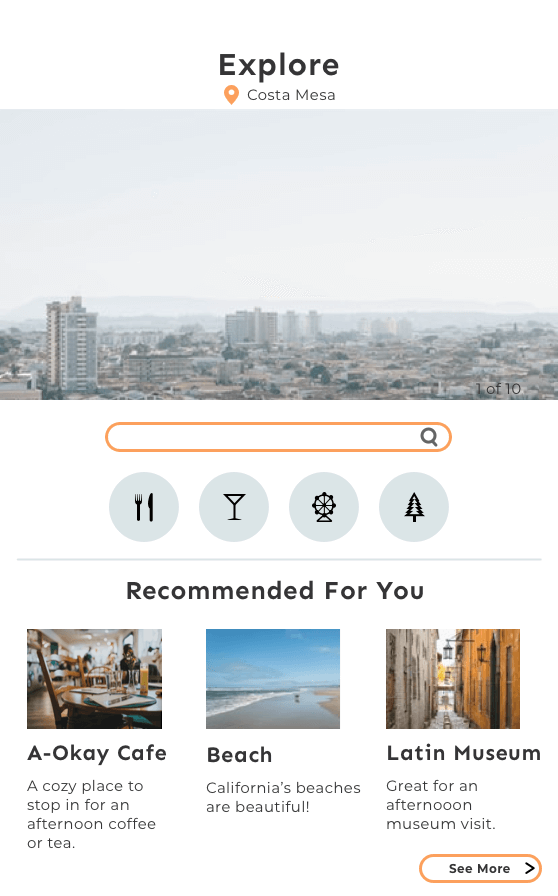 Explore
Costa Mesa
1 of 10
Recommended For You
A-Okay Cafe
A cozy place to
stop in for an
afternoon coffee
or tea.
Beach
California's beaches
are beautiful!
Latin Museum
Great for an
afternooon
museum visit.
See More